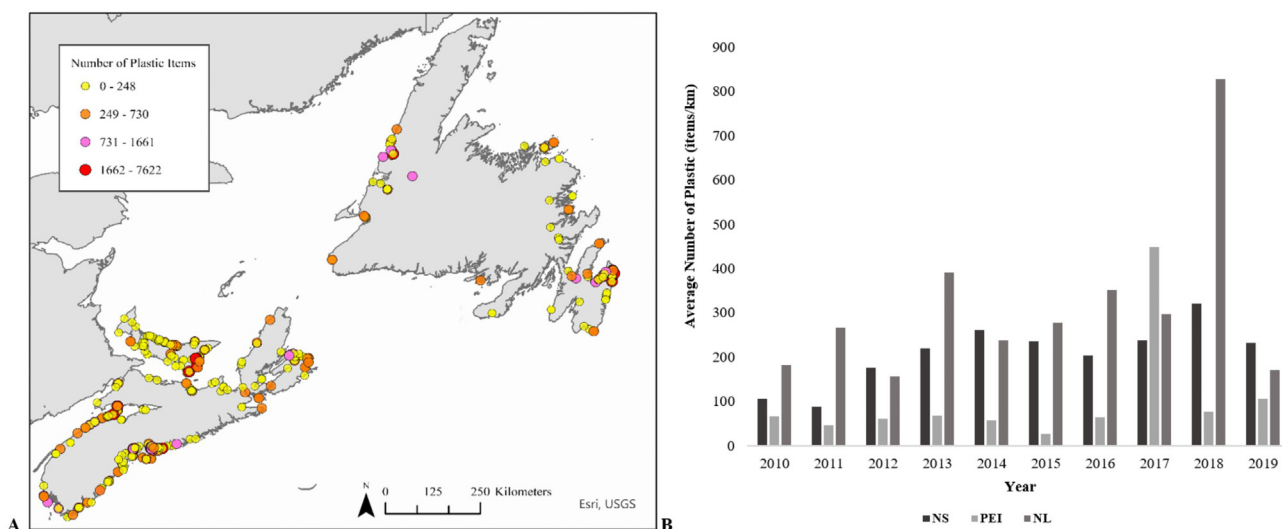 Number of Plastic Items
0 - 248
249 - 730
731 - 1661
1662 - 7622
N
0 125 250 Kilometers
Esri, USGS
A
B
Average Number of Plastic (items/km)
900
800
700
600
500
400
300
200
100
0
2010 2011 2012 2013 2014 2015 2016 2017 2018 2019
Year
NS PEI NL